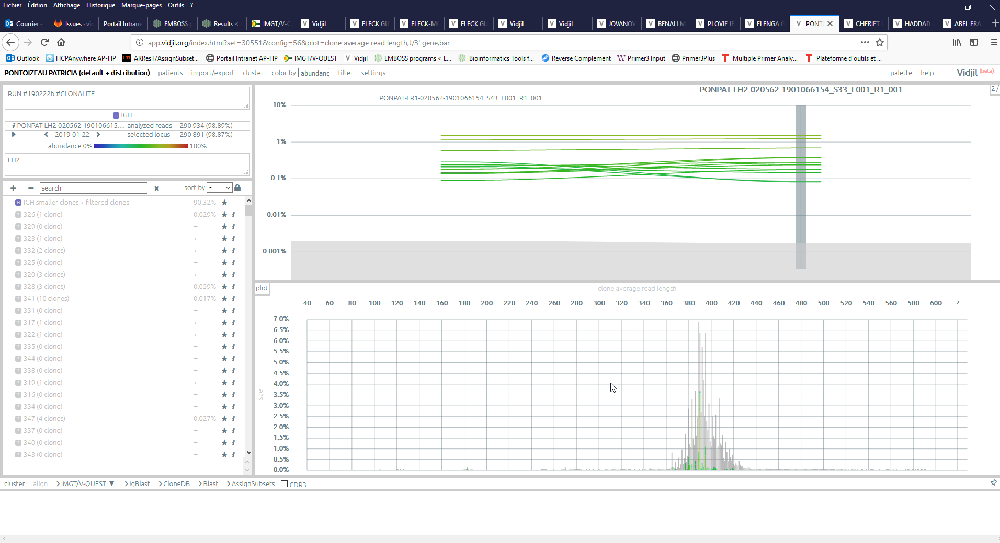 Fichier Édition Affichage Historique Marque-pages Outils ?
Courrier - Issues · vid Portail Intrane EMBOSS p Results < IMGT/V-Q Vidjil FLECK GU FLECK-MO FLECK GU Vidjil Vidjil JOVANOV BENALI M PLOVIE JE ELENGA G PONT CHERIET HADDAD ABEL FRA
app.vidjil.org/index.html?set=30551&config=56&plot=clone average read length,J/3' gene,bar
Outlook HCPAnywhere AP-HP ARResT/AssignSubset... Portail Intranet AP-HP IMGT/V-QUEST Vidjil EMBOSS programs < E... Bioinformatics Tools f... Reverse Complement Primer3 Input Primer3Plus Multiple Primer Analy... Plateforme d'outils et ...
PONTOIZEAU PATRICIA (default + distribution) patients import/export cluster color by abundanc filter settings palette help Vidjil (beta)
RUN #190222b #CLONALITE
H IGH
i PONPAT-LH2-020562-190106615... analyzed reads 290 934 (98.89%)
2019-01-22 selected locus 290 891 (98.87%)
abundance 0% 100%
LH2
+ − search x sort by -
H IGH smaller clones + filtered clones 90.32% ★
? 326 (1 clone) 0.029% ★ i
? 329 (0 clone) − ★ i
? 323 (1 clone) + ★ i
? 332 (2 clones) + ★ i
? 325 (0 clone) − ★ i
? 320 (3 clones) + ★ i
? 328 (3 clones) 0.059% ★ i
? 341 (10 clones) 0.017% ★ i
? 331 (0 clone) − ★ i
? 317 (1 clone) + ★ i
? 322 (1 clone) + ★ i
? 335 (0 clone) − ★ i
? 344 (0 clone) − ★ i
? 338 (0 clone) − ★ i
? 319 (1 clone) + ★ i
? 316 (0 clone) − ★ i
? 334 (0 clone) − ★ i
? 347 (4 clones) 0.027% ★ i
? 337 (0 clone) − ★ i
? 340 (0 clone) − ★ i
? 343 (0 clone) − ★ i
PONPAT-FR1-020562-1901066154_S43_L001_R1_001
PONPAT-LH2-020562-1901066154_S33_L001_R1_001
2 /
10%
1%
0.1%
0.01%
0.001%
plot
clone average read length
40 60 80 100 120 140 160 180 200 220 240 260 280 300 320 340 360 380 400 420 440 460 480 500 520 540 560 580 600 ?
7.0%
6.5%
6.0%
5.5%
5.0%
4.5%
4.0%
3.5%
3.0%
2.5%
2.0%
1.5%
1.0%
0.5%
0.0%
size
cluster align IMGT/V-QUEST ▼ IgBlast CloneDB Blast AssignSubsets CDR3